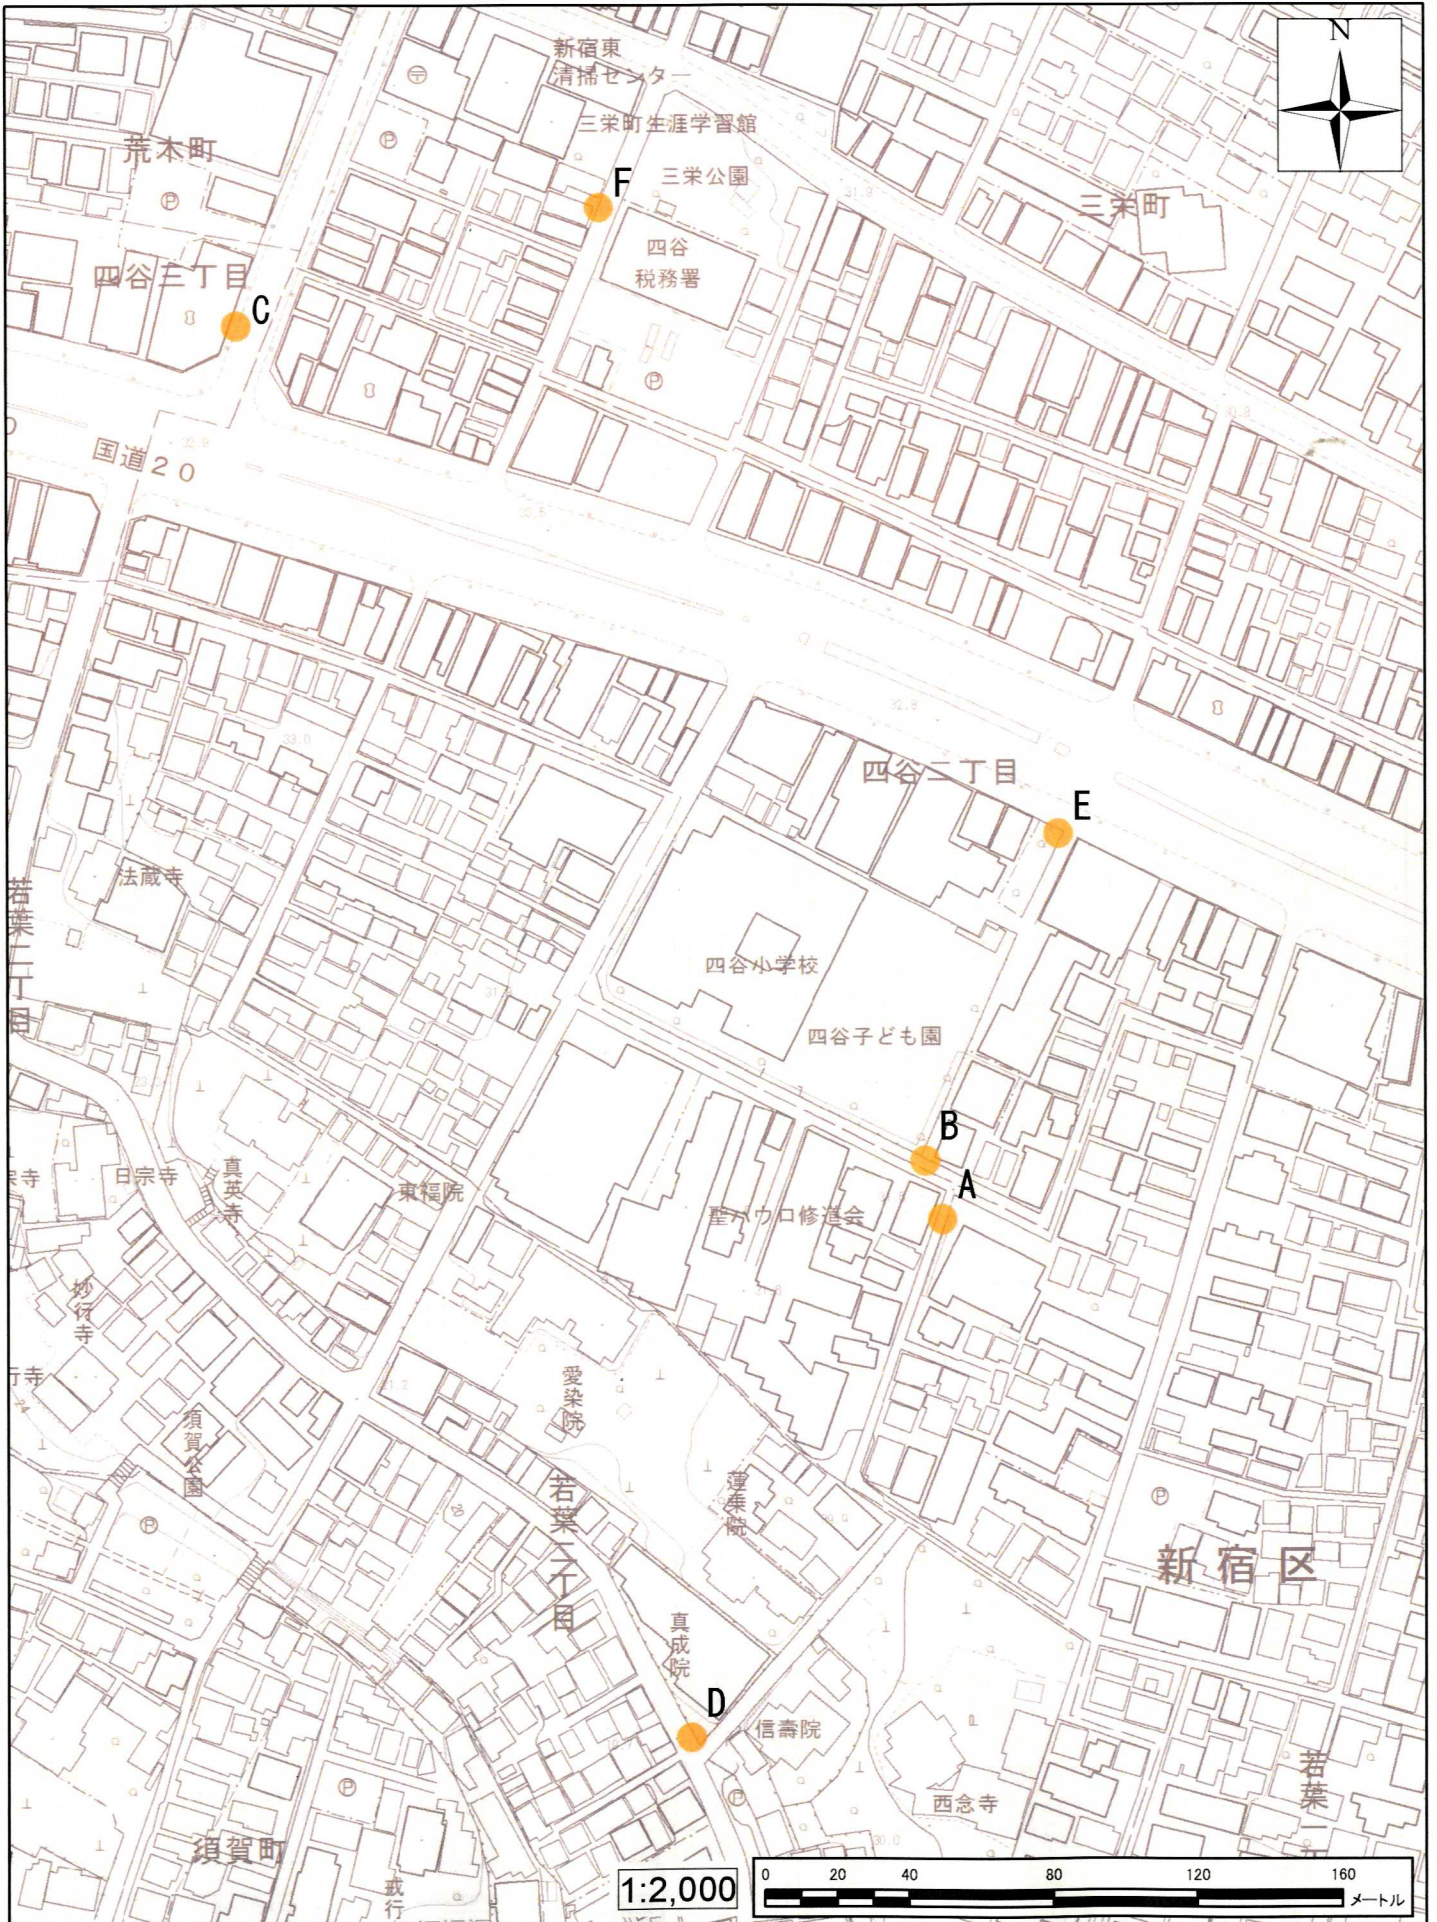 N
新宿東
清掃センター
三栄町生涯学習館
荒木町
F
三栄公園
三栄町
四谷
税務署
四谷三丁目
C
国道20
四谷二丁目
E
法蔵寺
若葉二丁目
四谷小学校
四谷子ども園
B
A
日宗寺
真英寺
東福院
聖パウロ修道会
妙行寺
行寺
愛染院
須賀公園
蓮乗院
若葉二丁目
新宿区
真成院
D
信壽院
西念寺
若葉一
須賀町
戒行
1:2,000
0 20 40 80 120 160
メートル